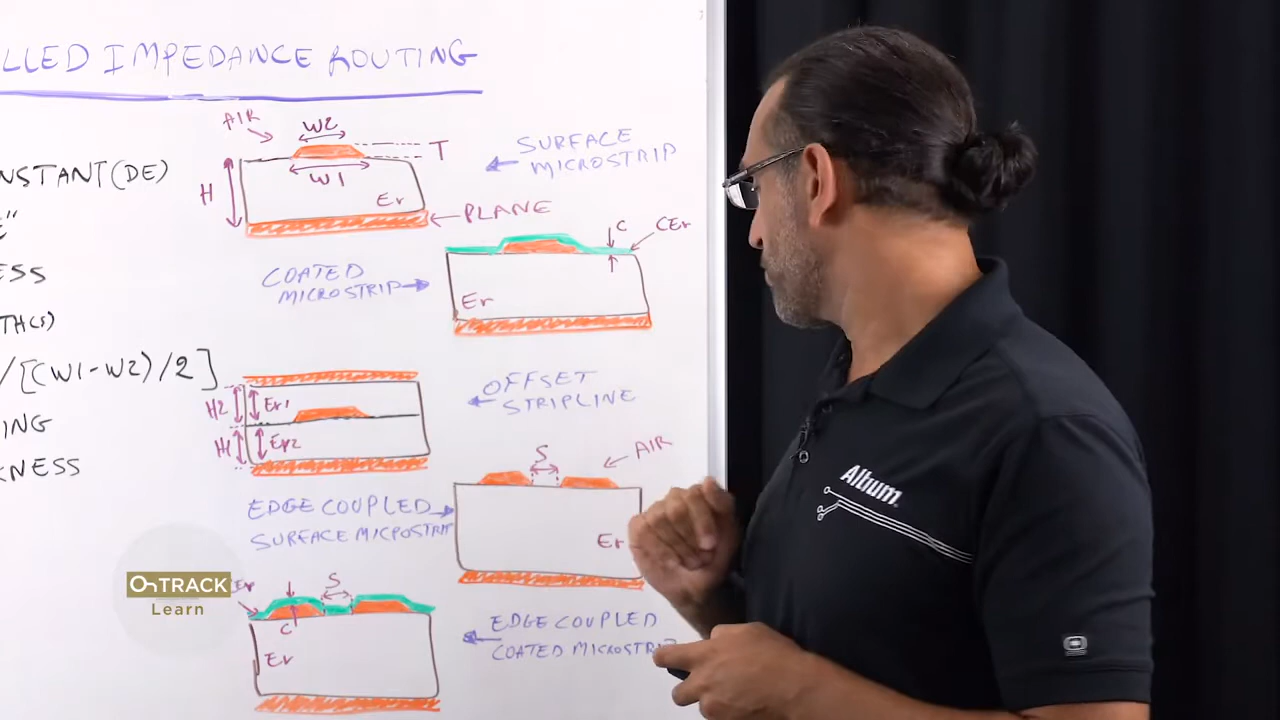 LLED IMPEDANCE ROUTING
AIR
W2
T
W1
H
Er
SURFACE
MICROSTRIP
PLANE
NSTANT (DE)
E"
ESS
TH(S)
/[(W1-W2)/2]
ING
KNESS
C
CEr
COATED
MICROSTRIP
Er
H2
Er1
H1
Er2
OFFSET
STRIPLINE
S
AIR
EDGE COUPLED
SURFACE MICPOSTRIP
Er
S
C
Er
EDGE COUPLED
COATED MICROSTRIP
OnTRACK
Learn
Altium